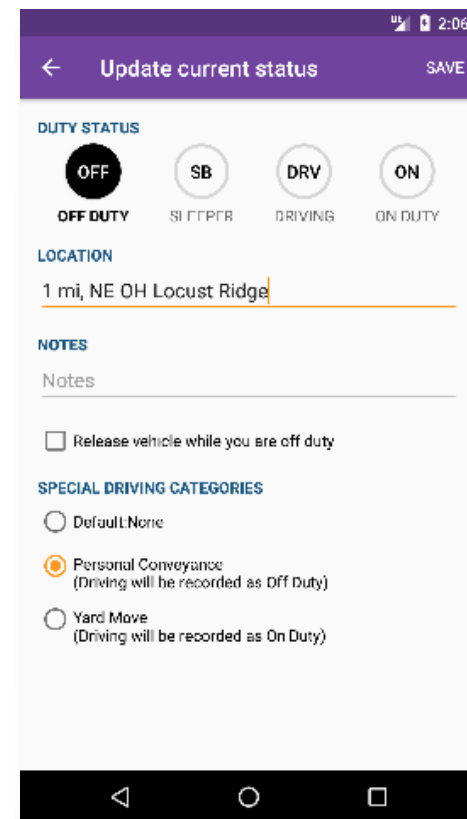 2:06
Update current status SAVE
DUTY STATUS
OFF SB DRV ON
OFF DUTY SLEEPER DRIVING ON DUTY
LOCATION
1 mi, NE OH Locust Ridge
NOTES
Notes
Release vehicle while you are off duty
SPECIAL DRIVING CATEGORIES
Default:None
Personal Conveyance
(Driving will be recorded as Off Duty)
Yard Move
(Driving will be recorded as On Duty)